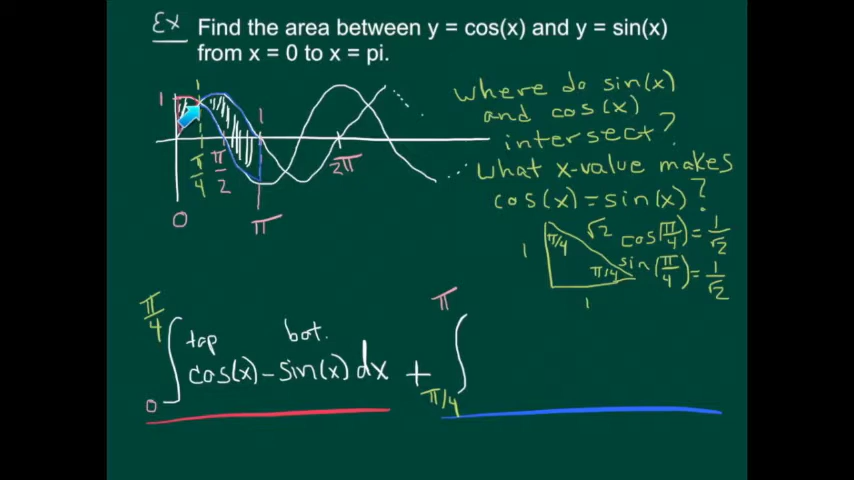 Ex Find the area between y = cos(x) and y = sin(x)
from x = 0 to x = pi.
1
1
π/4
π/2
2π
0
π
where do sin(x)
and cos(x)
intersect?
What x-value makes
cos(x)=sin(x)?
π/4 √2 cos(π/4)=1/√2
1 π/4 sin(π/4)=1/√2
1
π/4 π
∫ top bot. ∫
cos(x)-sin(x) dx +
0 π/4